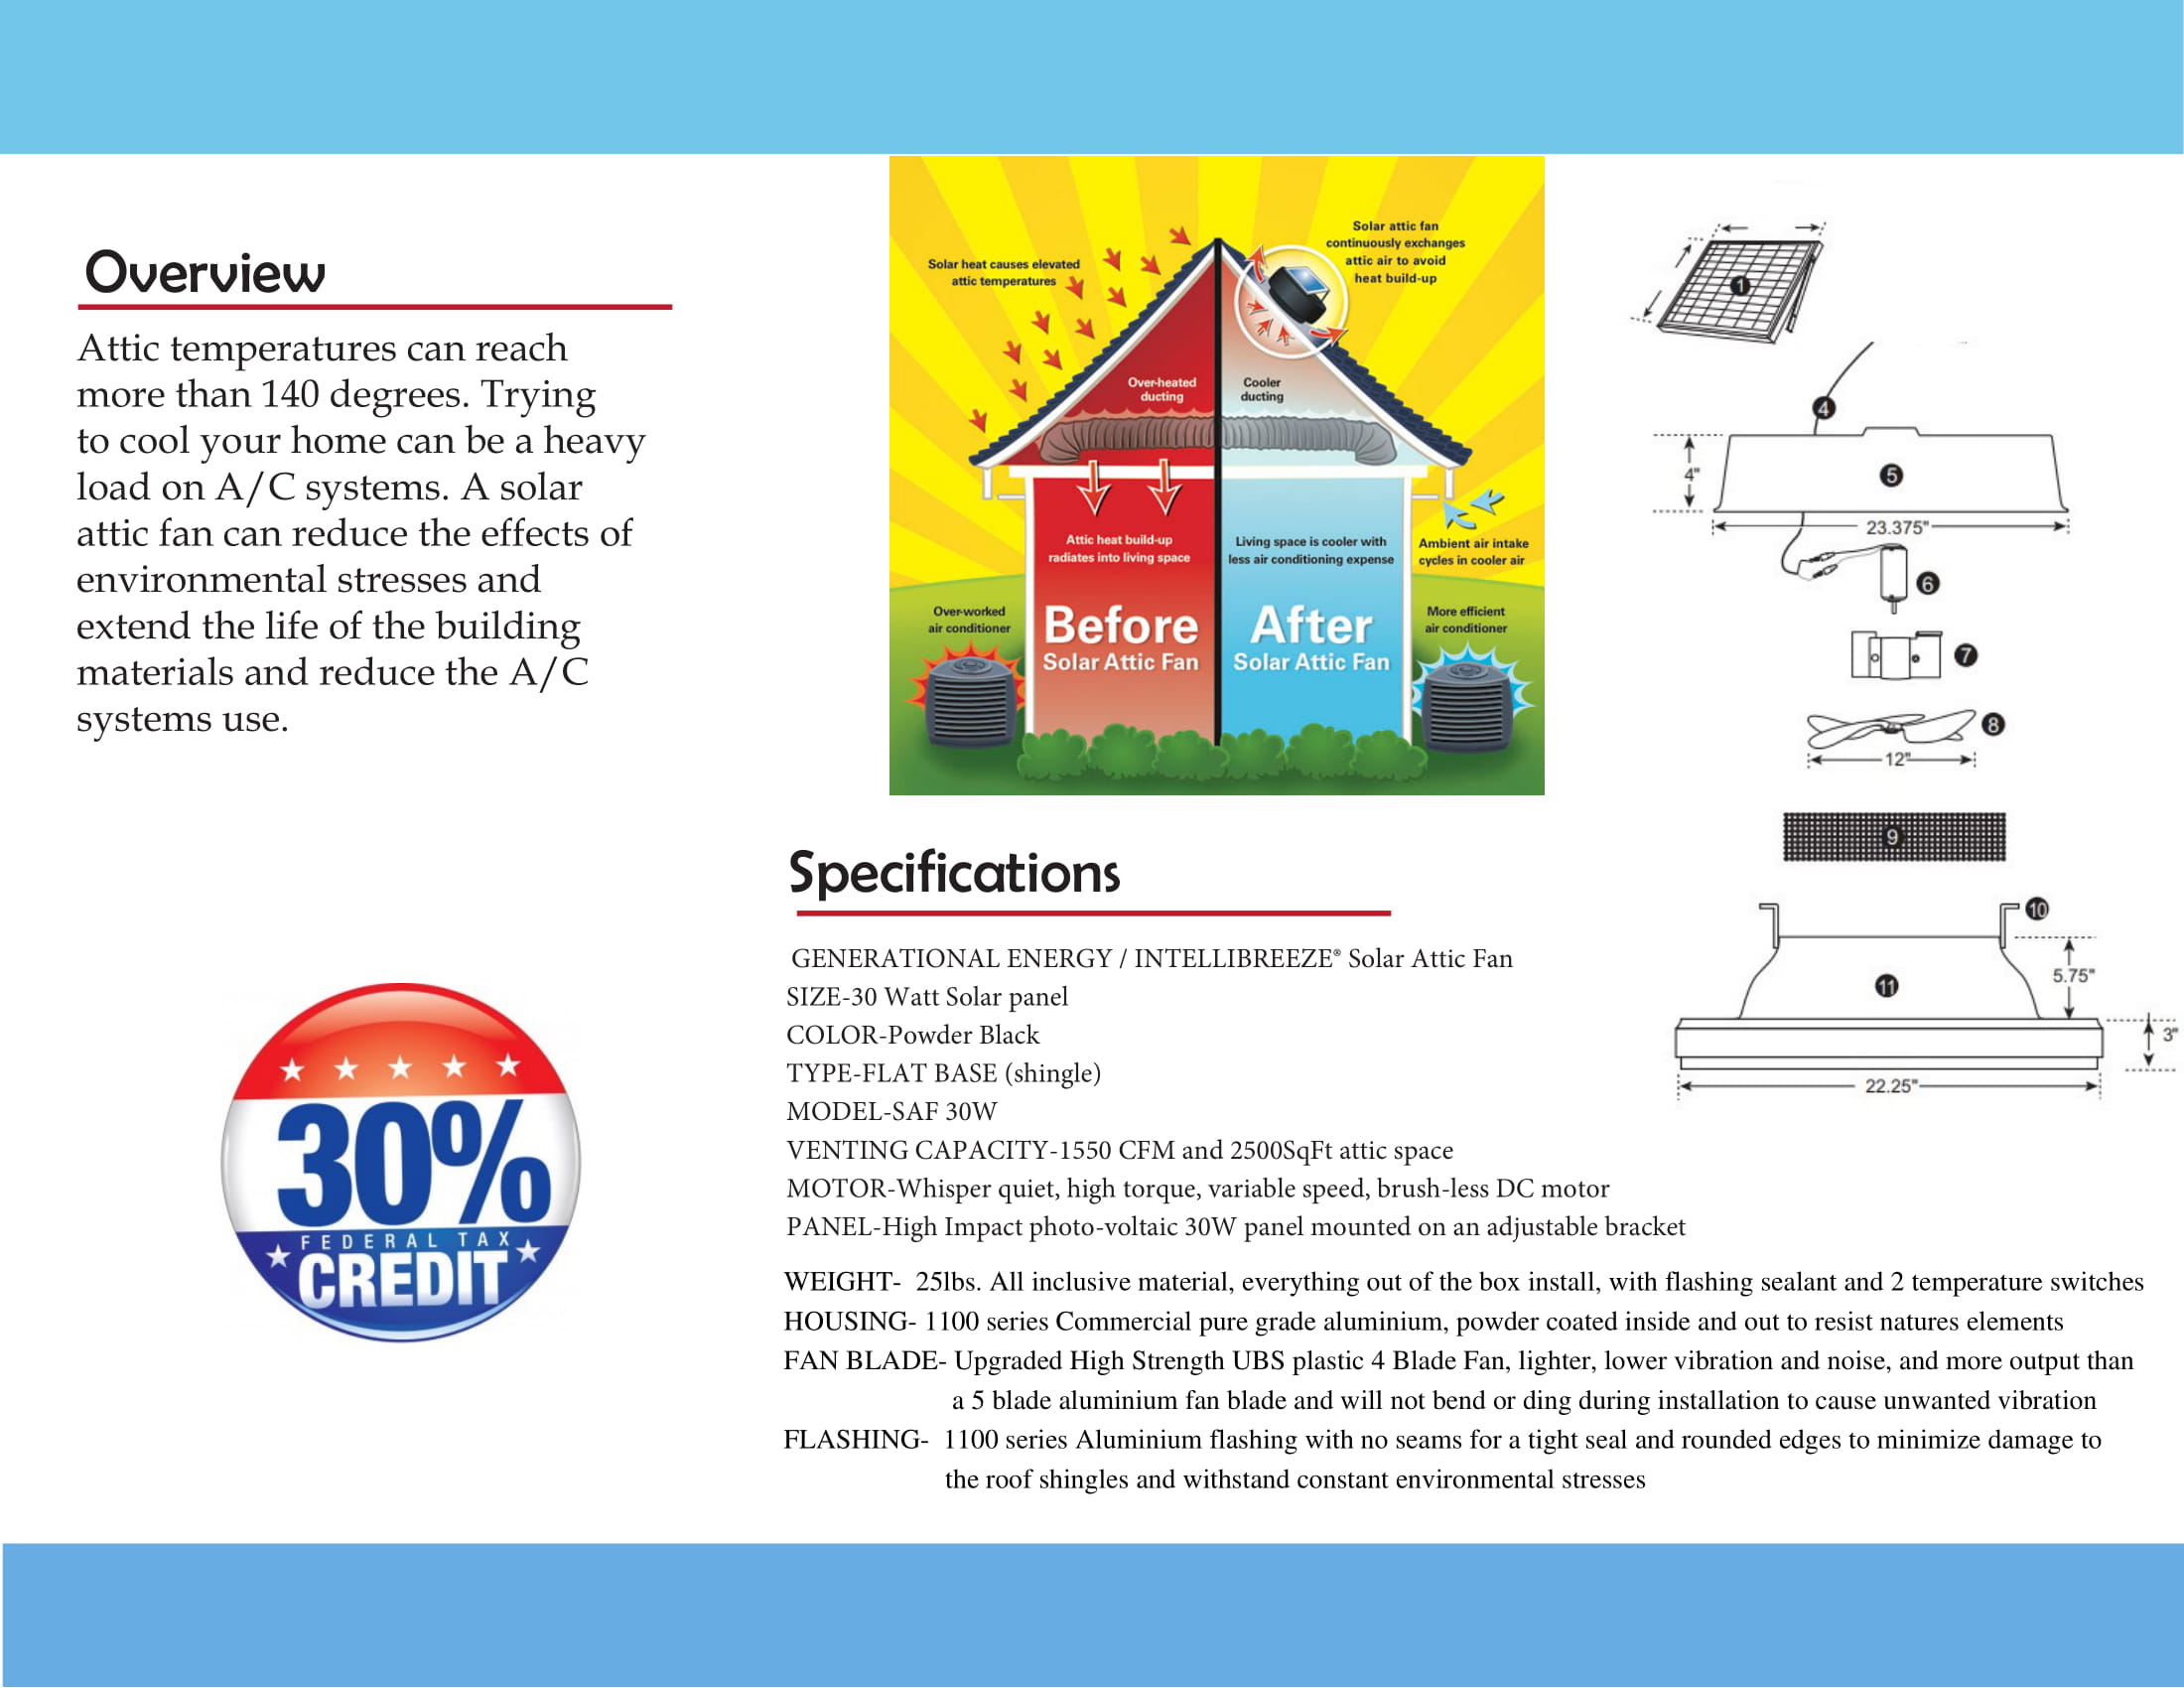 Overview
Attic temperatures can reach
more than 140 degrees. Trying
to cool your home can be a heavy
load on A/C systems. A solar
attic fan can reduce the effects of
environmental stresses and
extend the life of the building
materials and reduce the A/C
systems use.
Solar heat causes elevated
attic temperatures
Solar attic fan
continuously exchanges
attic air to avoid
heat build-up
Over-heated
ducting
Cooler
ducting
Attic heat build-up
radiates into living space
Living space is cooler with
less air conditioning expense
Ambient air intake
cycles in cooler air
Over-worked
air conditioner
Before
Solar Attic Fan
After
Solar Attic Fan
More efficient
air conditioner
1
4
4"
5
23.375"
6
7
8
12"
9
10
11
5.75"
3"
22.25"
30%
FEDERAL TAX
CREDIT
Specifications
GENERATIONAL ENERGY / INTELLIBREEZE® Solar Attic Fan
SIZE-30 Watt Solar panel
COLOR-Powder Black
TYPE-FLAT BASE (shingle)
MODEL-SAF 30W
VENTING CAPACITY-1550 CFM and 2500SqFt attic space
MOTOR-Whisper quiet, high torque, variable speed, brush-less DC motor
PANEL-High Impact photo-voltaic 30W panel mounted on an adjustable bracket
WEIGHT- 25lbs. All inclusive material, everything out of the box install, with flashing sealant and 2 temperature switches
HOUSING- 1100 series Commercial pure grade aluminium, powder coated inside and out to resist natures elements
FAN BLADE- Upgraded High Strength UBS plastic 4 Blade Fan, lighter, lower vibration and noise, and more output than
a 5 blade aluminium fan blade and will not bend or ding during installation to cause unwanted vibration
FLASHING- 1100 series Aluminium flashing with no seams for a tight seal and rounded edges to minimize damage to
the roof shingles and withstand constant environmental stresses